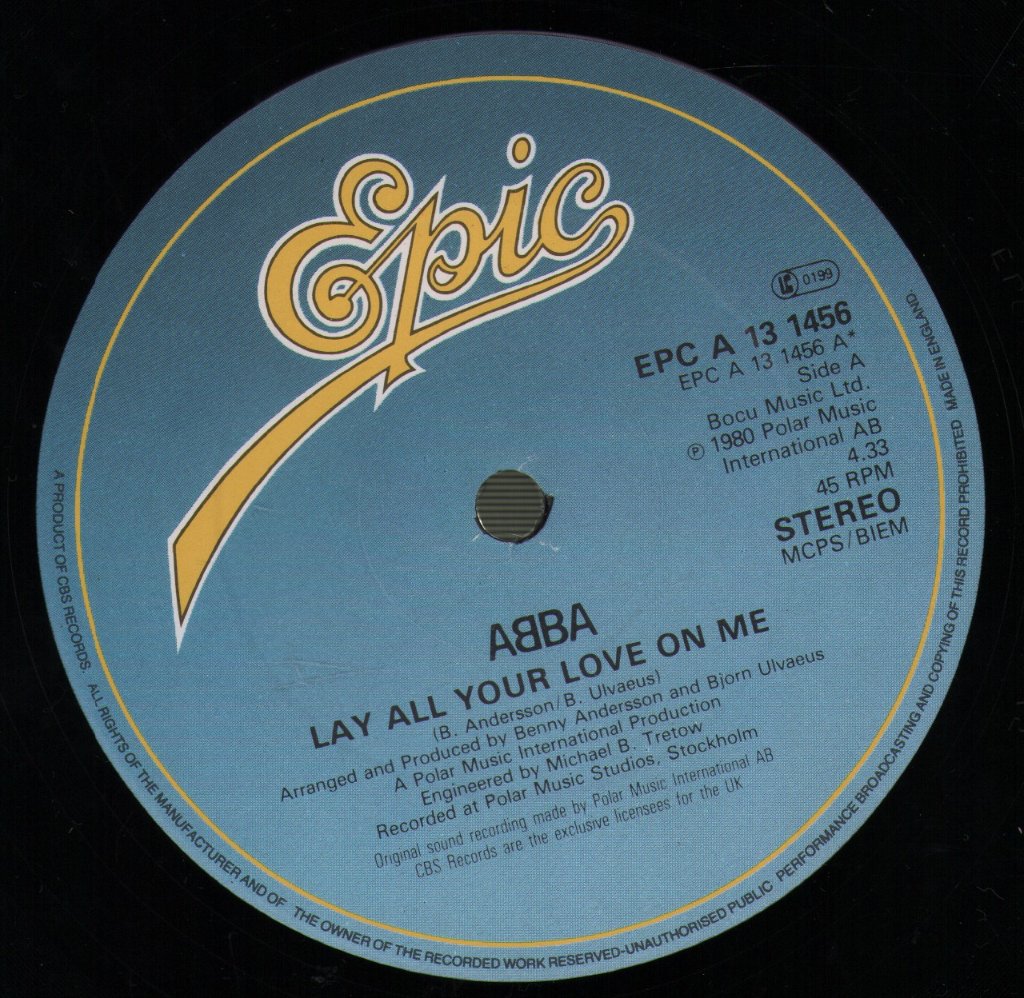 Epic
LC 0199
EPC A 13 1456
EPC A 13 1456 A*
Side A
Bocu Music Ltd.
℗ 1980 Polar Music
International AB
4.33
45 RPM
STEREO
MCPS/BIEM
ABBA
LAY ALL YOUR LOVE ON ME
(B. Andersson/B. Ulvaeus)
Arranged and Produced by Benny Andersson and Bjorn Ulvaeus
A Polar Music International Production
Engineered by Michael B. Tretow
Recorded at Polar Music Studios, Stockholm
Original sound recording made by Polar Music International AB
CBS Records are the exclusive licensees for the UK
A PRODUCT OF CBS RECORDS. ALL RIGHTS OF THE MANUFACTURER AND OF THE OWNER OF THE RECORDED WORK RESERVED-UNAUTHORISED PUBLIC PERFORMANCE BROADCASTING AND COPYING OF THIS RECORD PROHIBITED MADE IN ENGLAND.